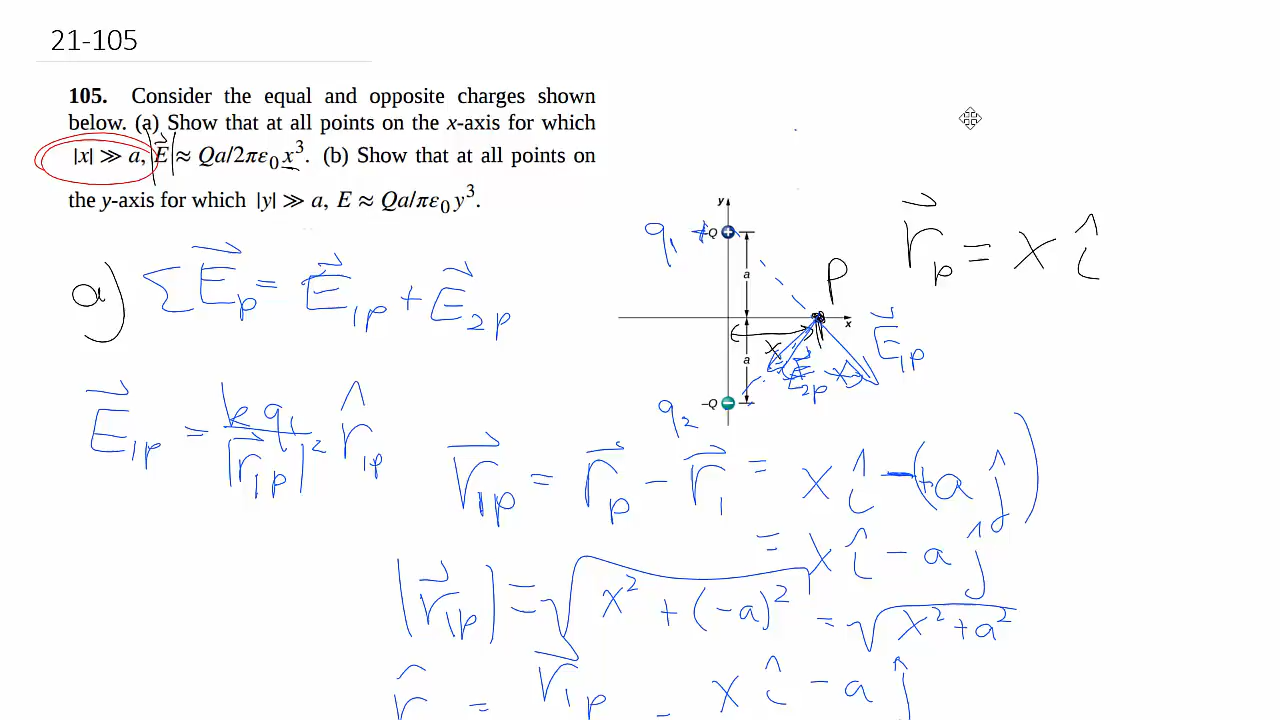 21-105
105. Consider the equal and opposite charges shown
below. (a) Show that at all points on the x-axis for which
|x| ≫ a, |E⃗| ≈ Qa/2πε₀x³. (b) Show that at all points on
the y-axis for which |y| ≫ a, E ≈ Qa/πε₀y³.
y
q₁ +Q
a
P
x
x
a
E⃗₁p
E⃗₂p
q₂ −Q
r⃗p = x î
a) ΣE⃗p = E⃗₁p + E⃗₂p
E⃗₁p = k q₁ / |r⃗₁p|² r̂₁p
r⃗₁p = r⃗p − r⃗₁ = x î − (+a ĵ)
= x î − a ĵ
|r⃗₁p| = √(x² + (−a)²) = √(x² + a²)
r̂ = r⃗₁p = x î − a ĵ